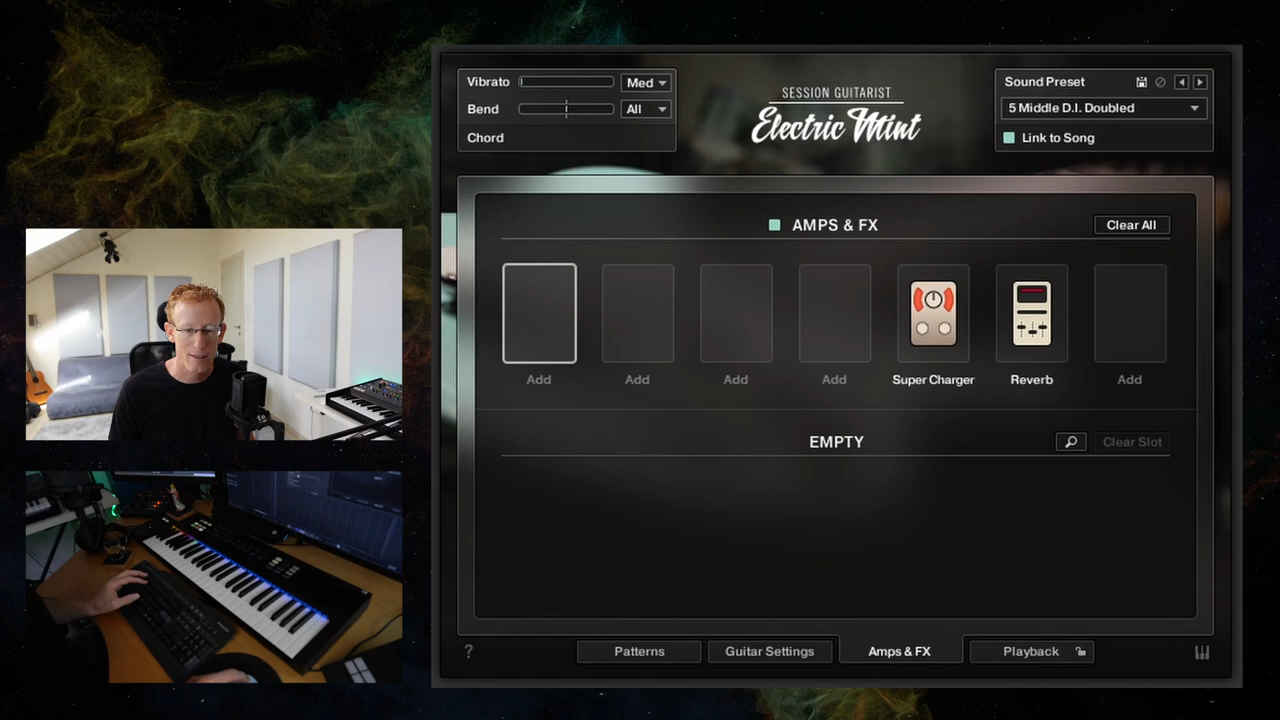 Vibrato
Med
Bend
All
Chord
SESSION GUITARIST
Electric Mint
Sound Preset
5 Middle D.I. Doubled
Link to Song
AMPS & FX
Clear All
Add
Add
Add
Add
Super Charger
Reverb
Add
EMPTY
Clear Slot
?
Patterns
Guitar Settings
Amps & FX
Playback